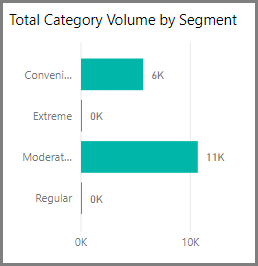 Total Category Volume by Segment
Conveni... 6K
Extreme 0K
Moderat... 11K
Regular 0K
0K 10K